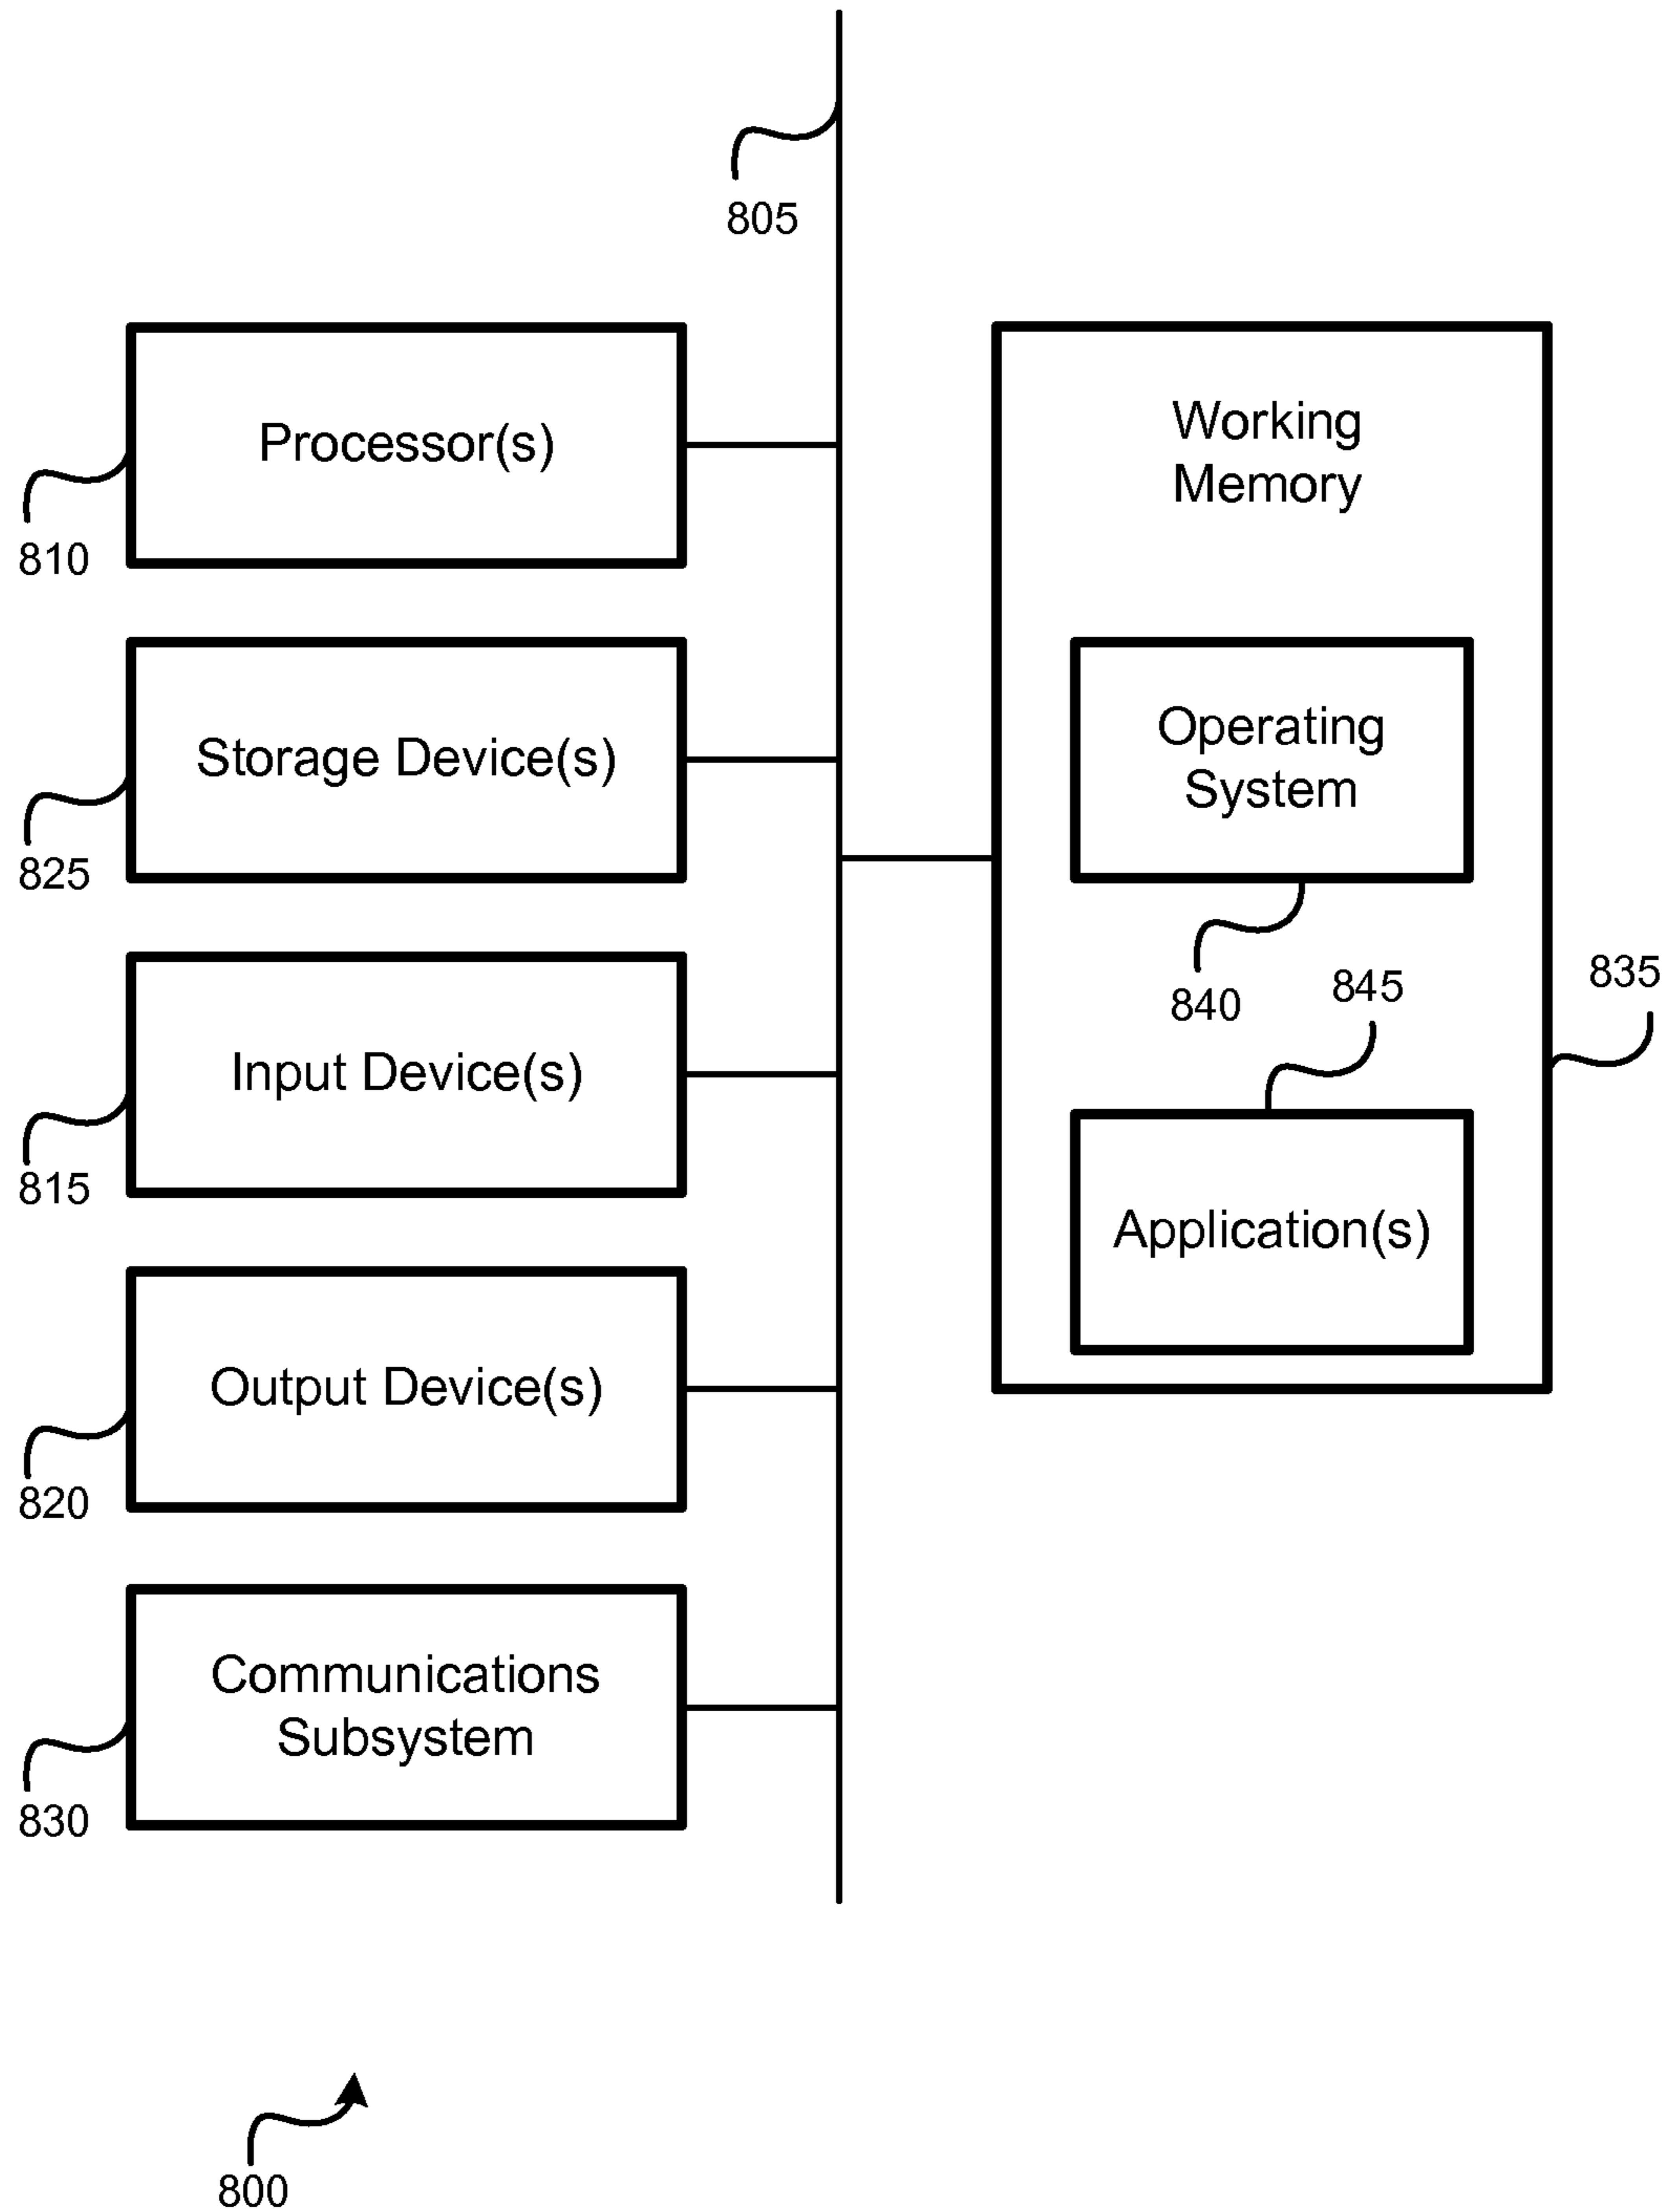 805
Processor(s)
810
Storage Device(s)
825
Input Device(s)
815
Output Device(s)
820
Communications
Subsystem
830
Working
Memory
Operating
System
840
845
835
Application(s)
800